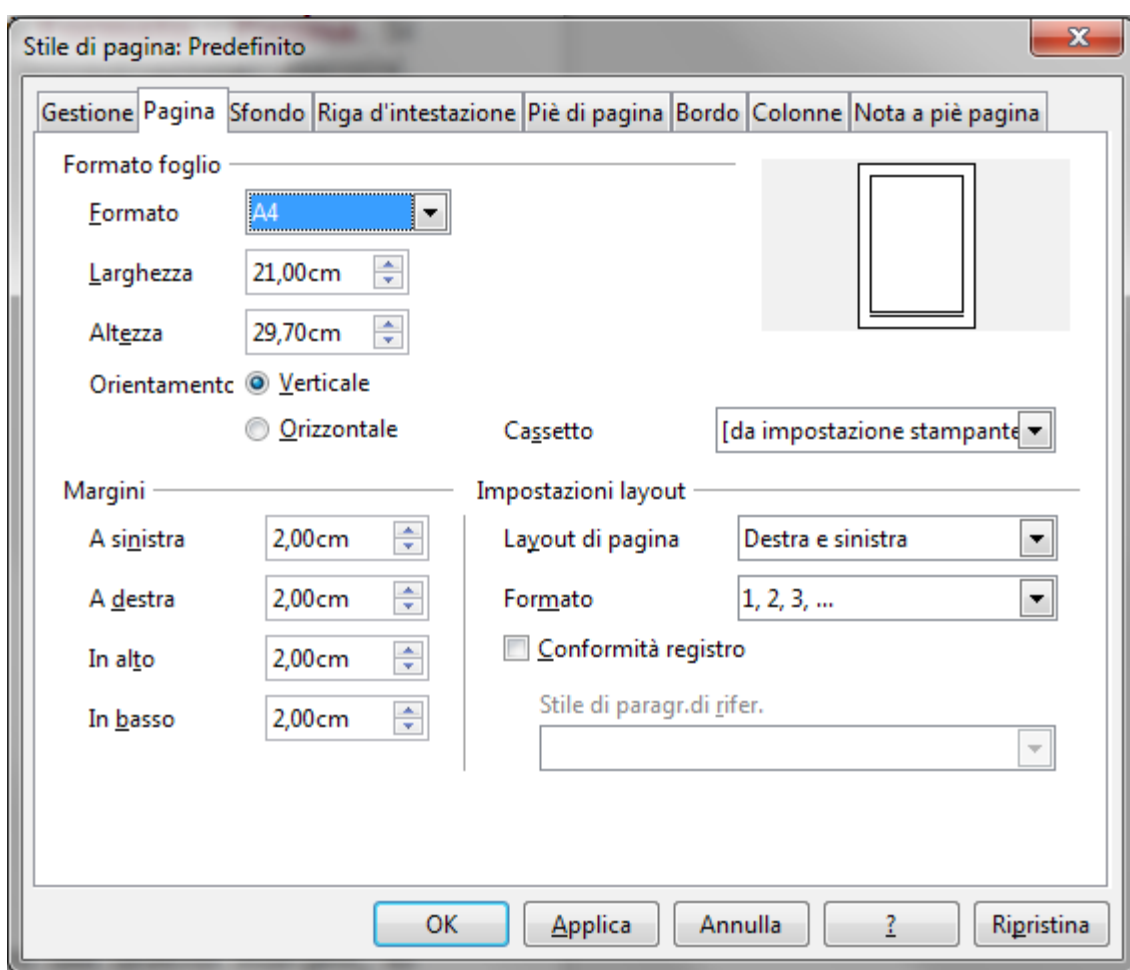 Stile di pagina: Predefinito
Gestione Pagina Sfondo Riga d'intestazione Piè di pagina Bordo Colonne Nota a piè pagina
Formato foglio
Formato A4
Larghezza 21,00cm
Altezza 29,70cm
Orientamento Verticale
Orizzontale Cassetto [da impostazione stampante
Margini Impostazioni layout
A sinistra 2,00cm Layout di pagina Destra e sinistra
A destra 2,00cm Formato 1, 2, 3, ...
In alto 2,00cm Conformità registro
Stile di paragr.di rifer.
In basso 2,00cm
OK Applica Annulla ? Ripristina